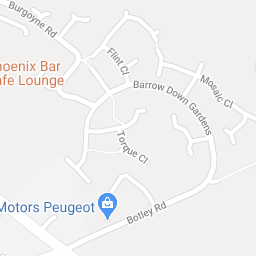 Burgoyne Rd
Flint Cl
hoenix Bar
afe Lounge
Barrow Down Gardens
Mosaic Cl
Torque Cl
Motors Peugeot
Botley Rd